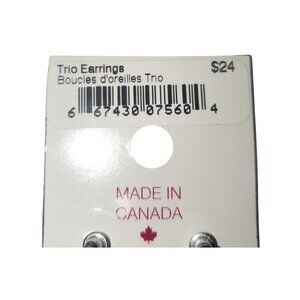 Trio Earrings $24
Boucles d'oreilles Trio
6 67430 07560 4
MADE IN
CANADA